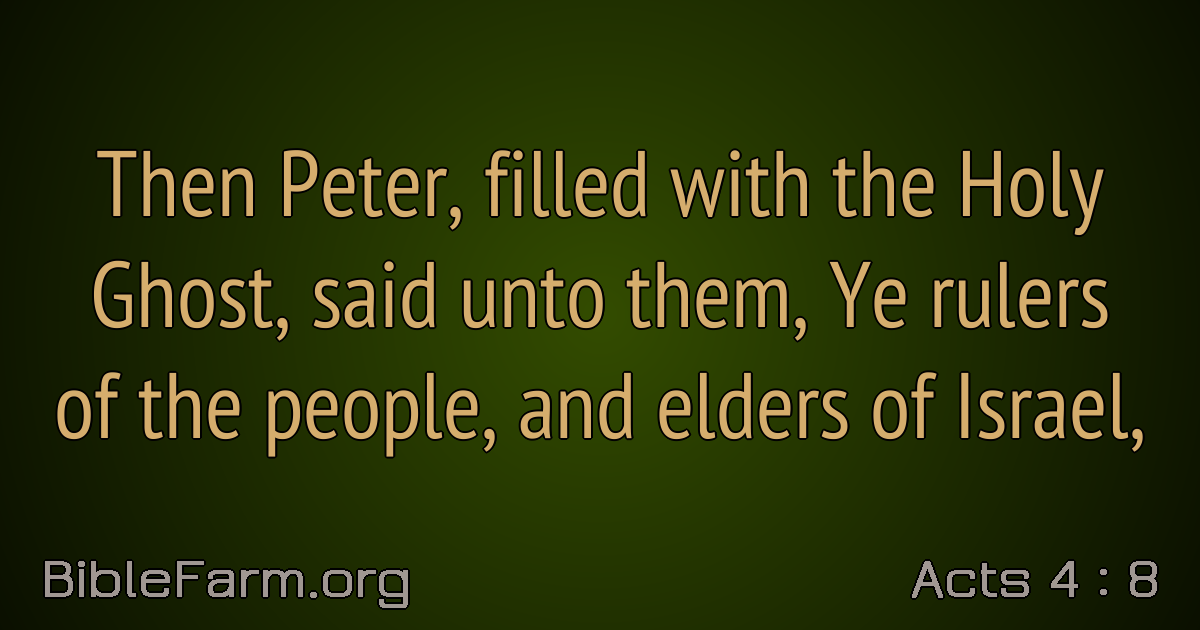 Then Peter, filled with the Holy
Ghost, said unto them, Ye rulers
of the people, and elders of Israel,
BibleFarm.org
Acts 4 : 8